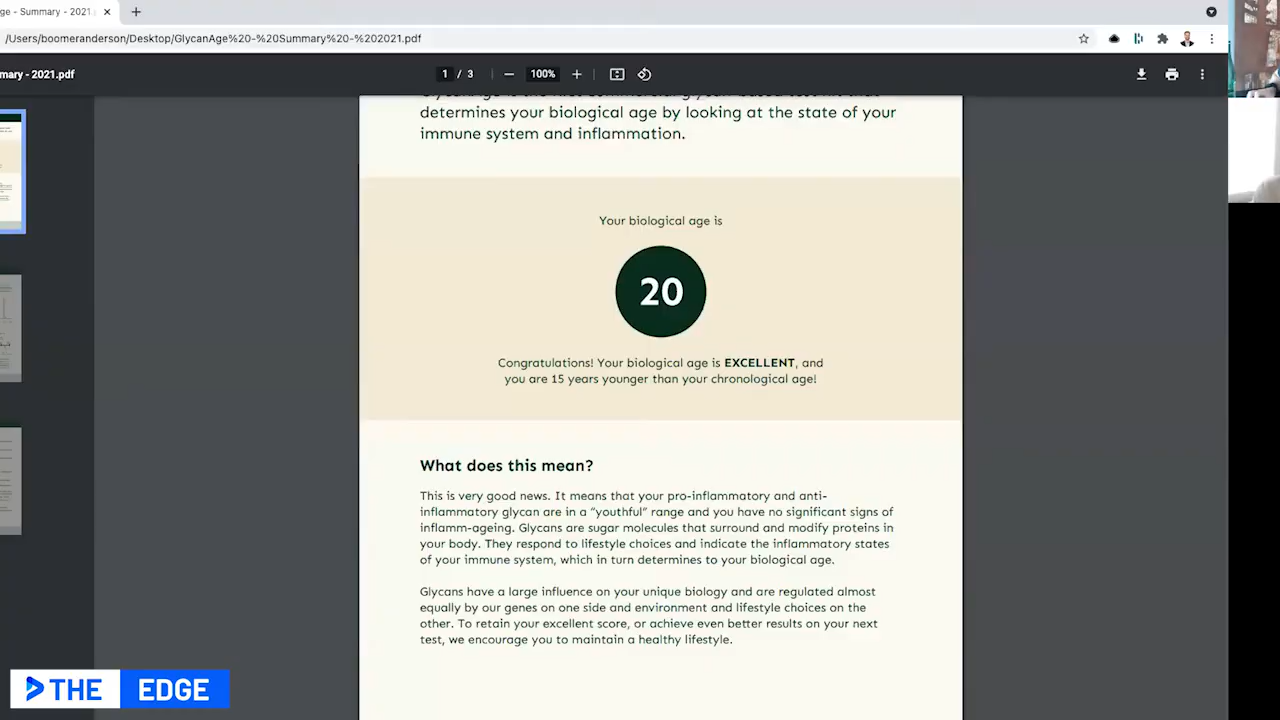 ge - Summary - 2021
/Users/boomeranderson/Desktop/GlycanAge%20-%20Summary%20-%202021.pdf
mmary - 2021.pdf
1 / 3
100%
determines your biological age by looking at the state of your
immune system and inflammation.
Your biological age is
20
Congratulations! Your biological age is EXCELLENT, and
you are 15 years younger than your chronological age!
What does this mean?
This is very good news. It means that your pro-inflammatory and anti-
inflammatory glycan are in a “youthful” range and you have no significant signs of
inflamm-ageing. Glycans are sugar molecules that surround and modify proteins in
your body. They respond to lifestyle choices and indicate the inflammatory states
of your immune system, which in turn determines to your biological age.
Glycans have a large influence on your unique biology and are regulated almost
equally by our genes on one side and environment and lifestyle choices on the
other. To retain your excellent score, or achieve even better results on your next
test, we encourage you to maintain a healthy lifestyle.
THE EDGE